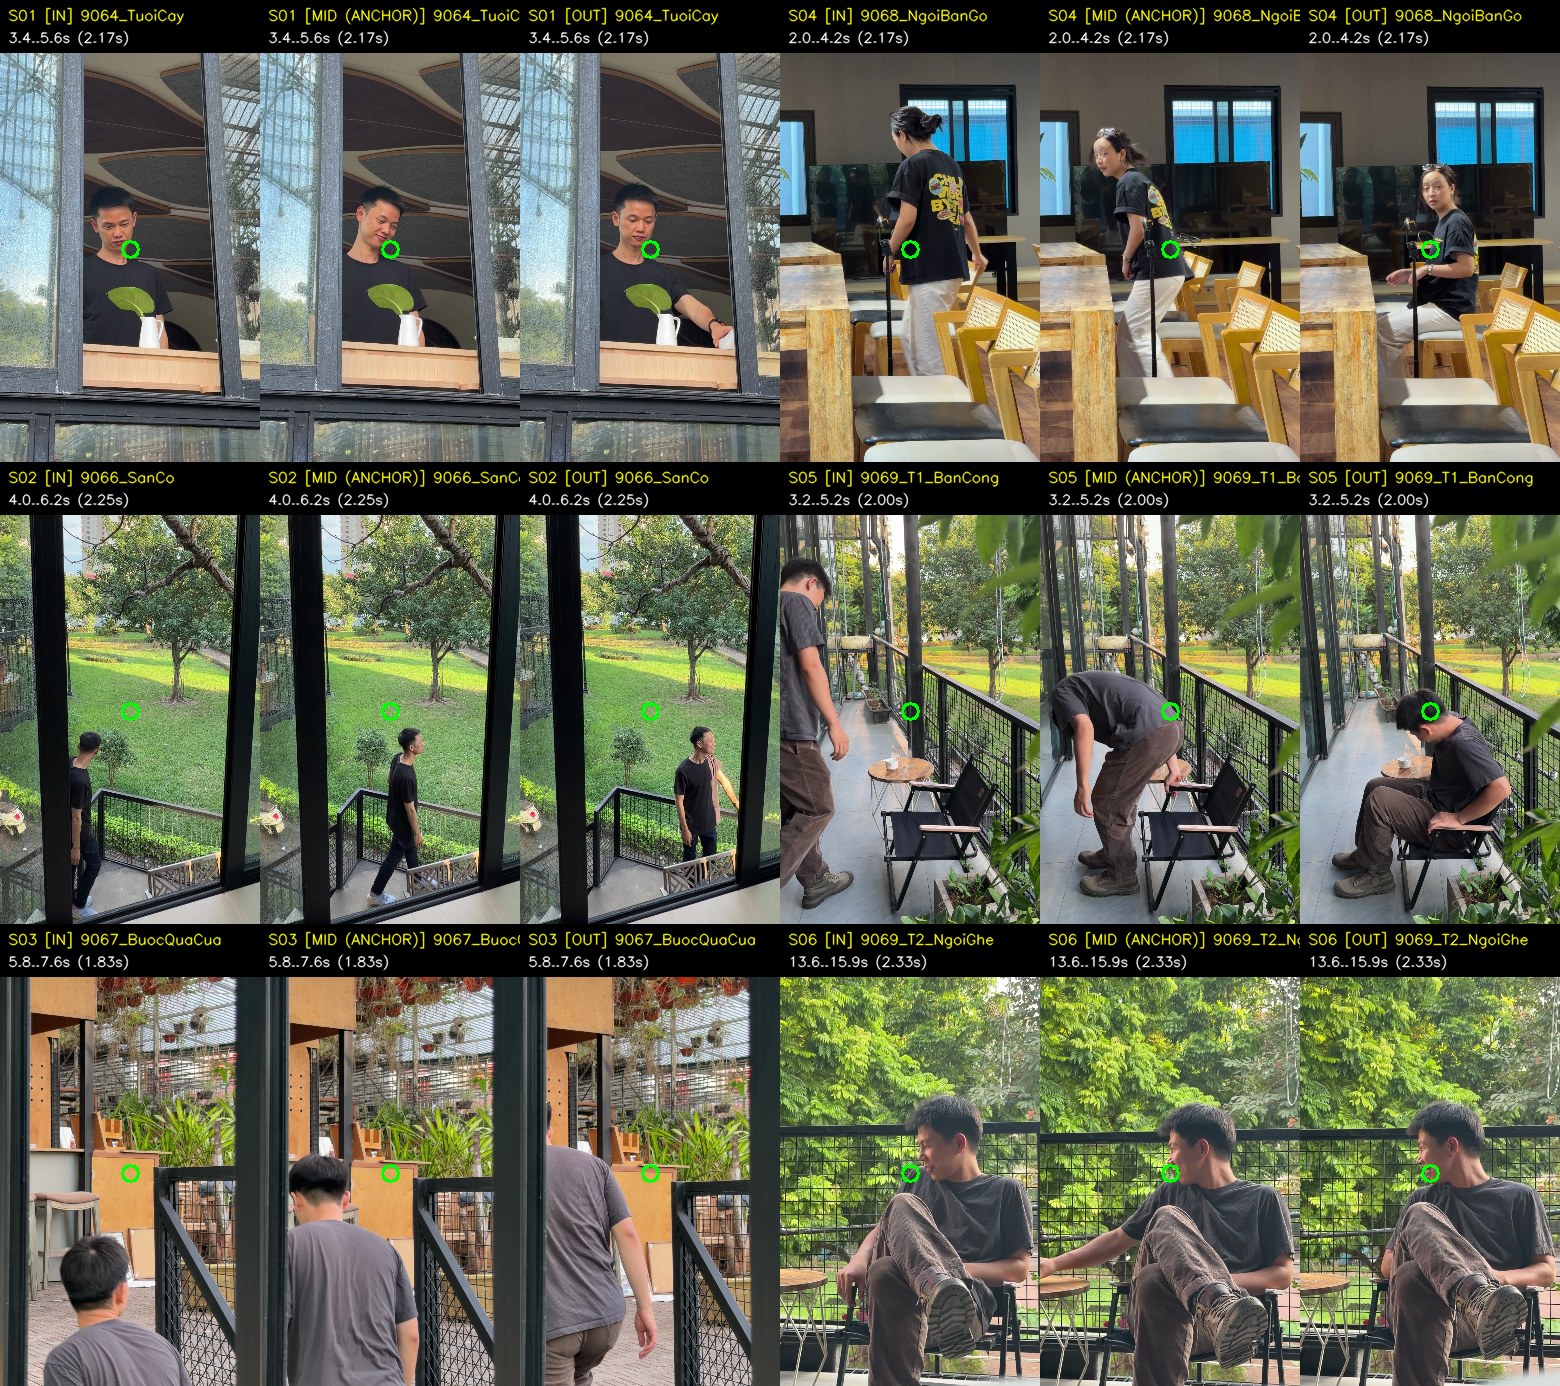 S01 [IN] 9064_TuoiCay
3.4..5.6s (2.17s)
S01 [MID (ANCHOR)] 9064_TuoiC
3.4..5.6s (2.17s)
S01 [OUT] 9064_TuoiCay
3.4..5.6s (2.17s)
S04 [IN] 9068_NgoiBanGo
2.0..4.2s (2.17s)
S04 [MID (ANCHOR)] 9068_NgoiE
2.0..4.2s (2.17s)
S04 [OUT] 9068_NgoiBanGo
2.0..4.2s (2.17s)
S02 [IN] 9066_SanCo
4.0..6.2s (2.25s)
S02 [MID (ANCHOR)] 9066_SanC
4.0..6.2s (2.25s)
S02 [OUT] 9066_SanCo
4.0..6.2s (2.25s)
S05 [IN] 9069_T1_BanCong
3.2..5.2s (2.00s)
S05 [MID (ANCHOR)] 9069_T1_Ba
3.2..5.2s (2.00s)
S05 [OUT] 9069_T1_BanCong
3.2..5.2s (2.00s)
S03 [IN] 9067_BuocQuaCua
5.8..7.6s (1.83s)
S03 [MID (ANCHOR)] 9067_Buoc
5.8..7.6s (1.83s)
S03 [OUT] 9067_BuocQuaCua
5.8..7.6s (1.83s)
S06 [IN] 9069_T2_NgoiGhe
13.6..15.9s (2.33s)
S06 [MID (ANCHOR)] 9069_T2_Ng
13.6..15.9s (2.33s)
S06 [OUT] 9069_T2_NgoiGhe
13.6..15.9s (2.33s)